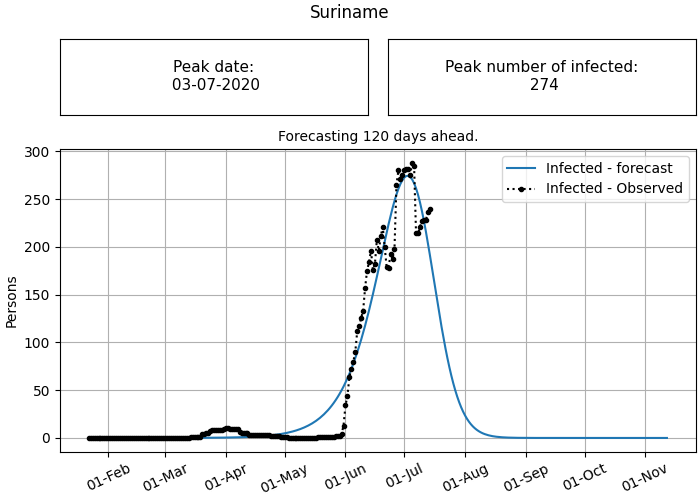 Suriname
Peak date:
03-07-2020
Peak number of infected:
274
Forecasting 120 days ahead.
300
250
200
150
100
50
0
Persons
Infected - forecast
Infected - Observed
01-Feb
01-Mar
01-Apr
01-May
01-Jun
01-Jul
01-Aug
01-Sep
01-Oct
01-Nov